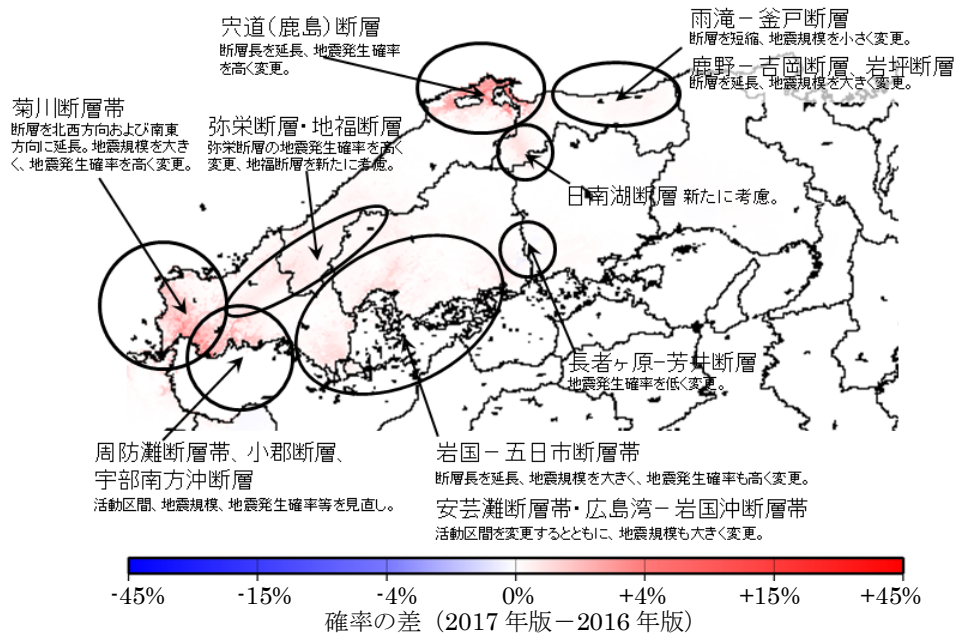 穴道(鹿島)断層
断層長を延長、地震発生確率
を高く変更。
雨滝－釜戸断層
断層を短縮、地震規模を小さく変更。
鹿野－吉岡断層、岩坪断層
断層を延長、地震規模を大きく変更。
菊川断層帯
断層を北西方向および南東
方向に延長。地震規模を大き
く、地震発生確率を高く変更。
弥栄断層・地福断層
弥栄断層の地震発生確率を高く
変更、地福断層を新たに考慮。
日南湖断層 新たに考慮。
長者ヶ原－芳井断層
地震発生確率を低く変更。
周防灘断層帯、小郡断層、
宇部南方沖断層
活動区間、地震規模、地震発生確率等を見直し。
岩国－五日市断層帯
断層長を延長、地震規模を大きく、地震発生確率も高く変更。
安芸灘断層帯・広島湾－岩国沖断層帯
活動区間を変更するとともに、地震規模も大きく変更。
-45% -15% -4% 0% +4% +15% +45%
確率の差（2017 年版－2016 年版）